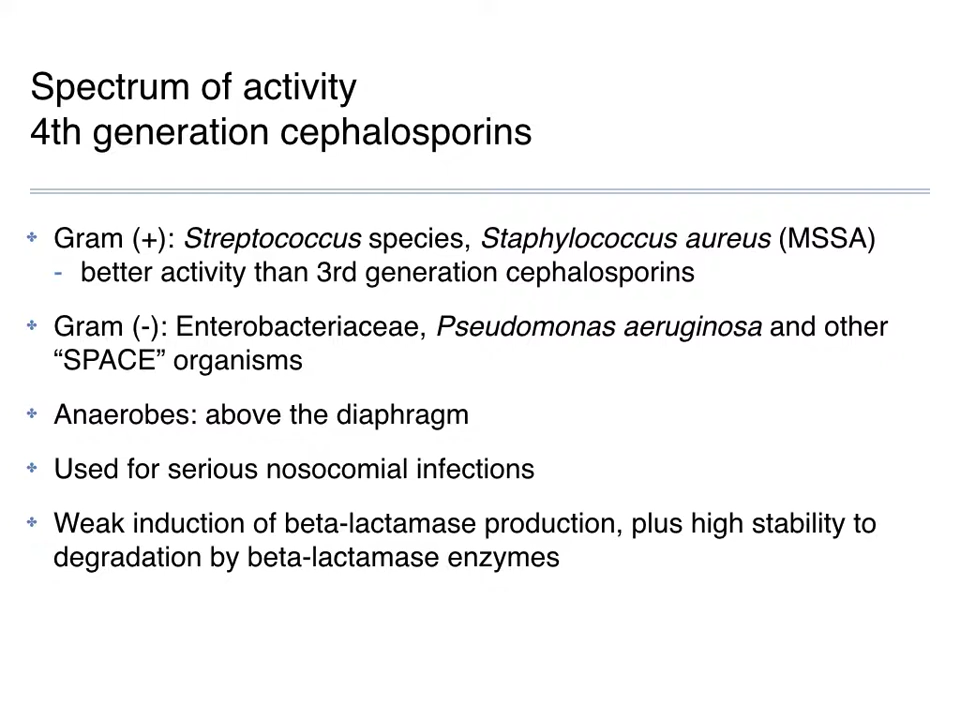 Spectrum of activity
4th generation cephalosporins
Gram (+): Streptococcus species, Staphylococcus aureus (MSSA)
- better activity than 3rd generation cephalosporins
Gram (-): Enterobacteriaceae, Pseudomonas aeruginosa and other
“SPACE” organisms
Anaerobes: above the diaphragm
Used for serious nosocomial infections
Weak induction of beta-lactamase production, plus high stability to
degradation by beta-lactamase enzymes